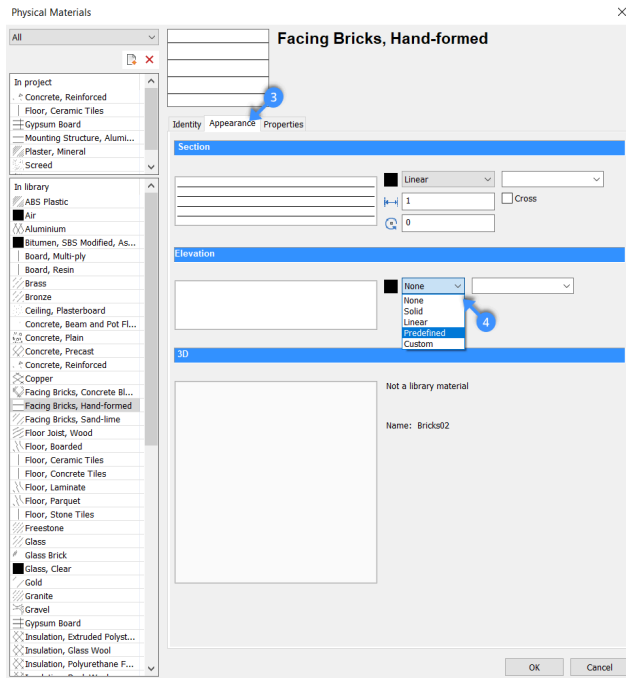 Physical Materials
All
In project
Concrete, Reinforced
Floor, Ceramic Tiles
Gypsum Board
Mounting Structure, Alumi...
Plaster, Mineral
Screed
In library
ABS Plastic
Air
Aluminium
Bitumen, SBS Modified, As...
Board, Multi-ply
Board, Resin
Brass
Bronze
Ceiling, Plasterboard
Concrete, Beam and Pot Fl...
Concrete, Plain
Concrete, Precast
Concrete, Reinforced
Copper
Facing Bricks, Concrete Bl...
Facing Bricks, Hand-formed
Facing Bricks, Sand-lime
Floor Joist, Wood
Floor, Boarded
Floor, Ceramic Tiles
Floor, Concrete Tiles
Floor, Laminate
Floor, Parquet
Floor, Stone Tiles
Freestone
Glass
Glass Brick
Glass, Clear
Gold
Granite
Gravel
Gypsum Board
Insulation, Extruded Polyst...
Insulation, Glass Wool
Insulation, Polyurethane F...
Facing Bricks, Hand-formed
3
Identity Appearance Properties
Section
Linear
1
Cross
0
Elevation
None
None
Solid
Linear
Predefined
Custom
4
3D
Not a library material
Name: Bricks02
OK Cancel